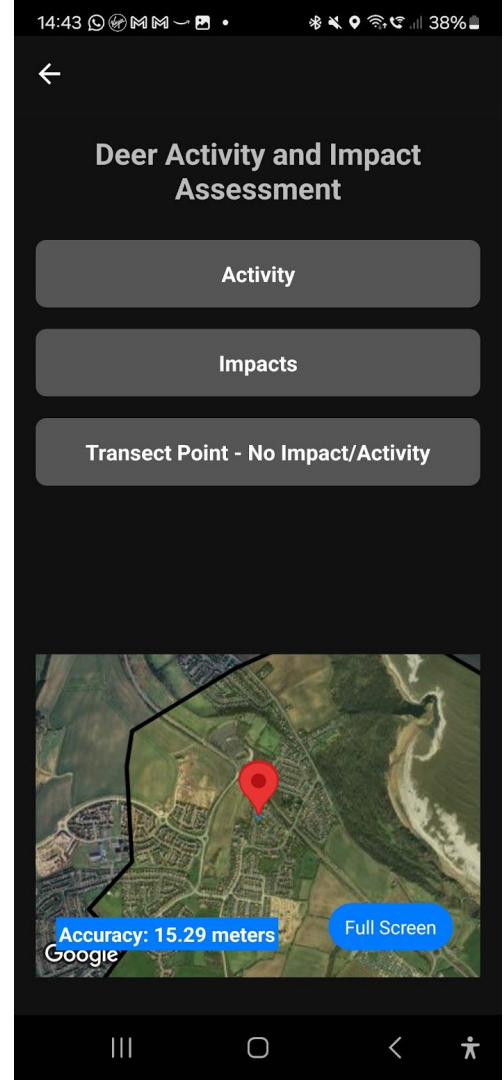 14:43
38%
Deer Activity and Impact
Assessment
Activity
Impacts
Transect Point - No Impact/Activity
Accuracy: 15.29 meters
Full Screen
Google